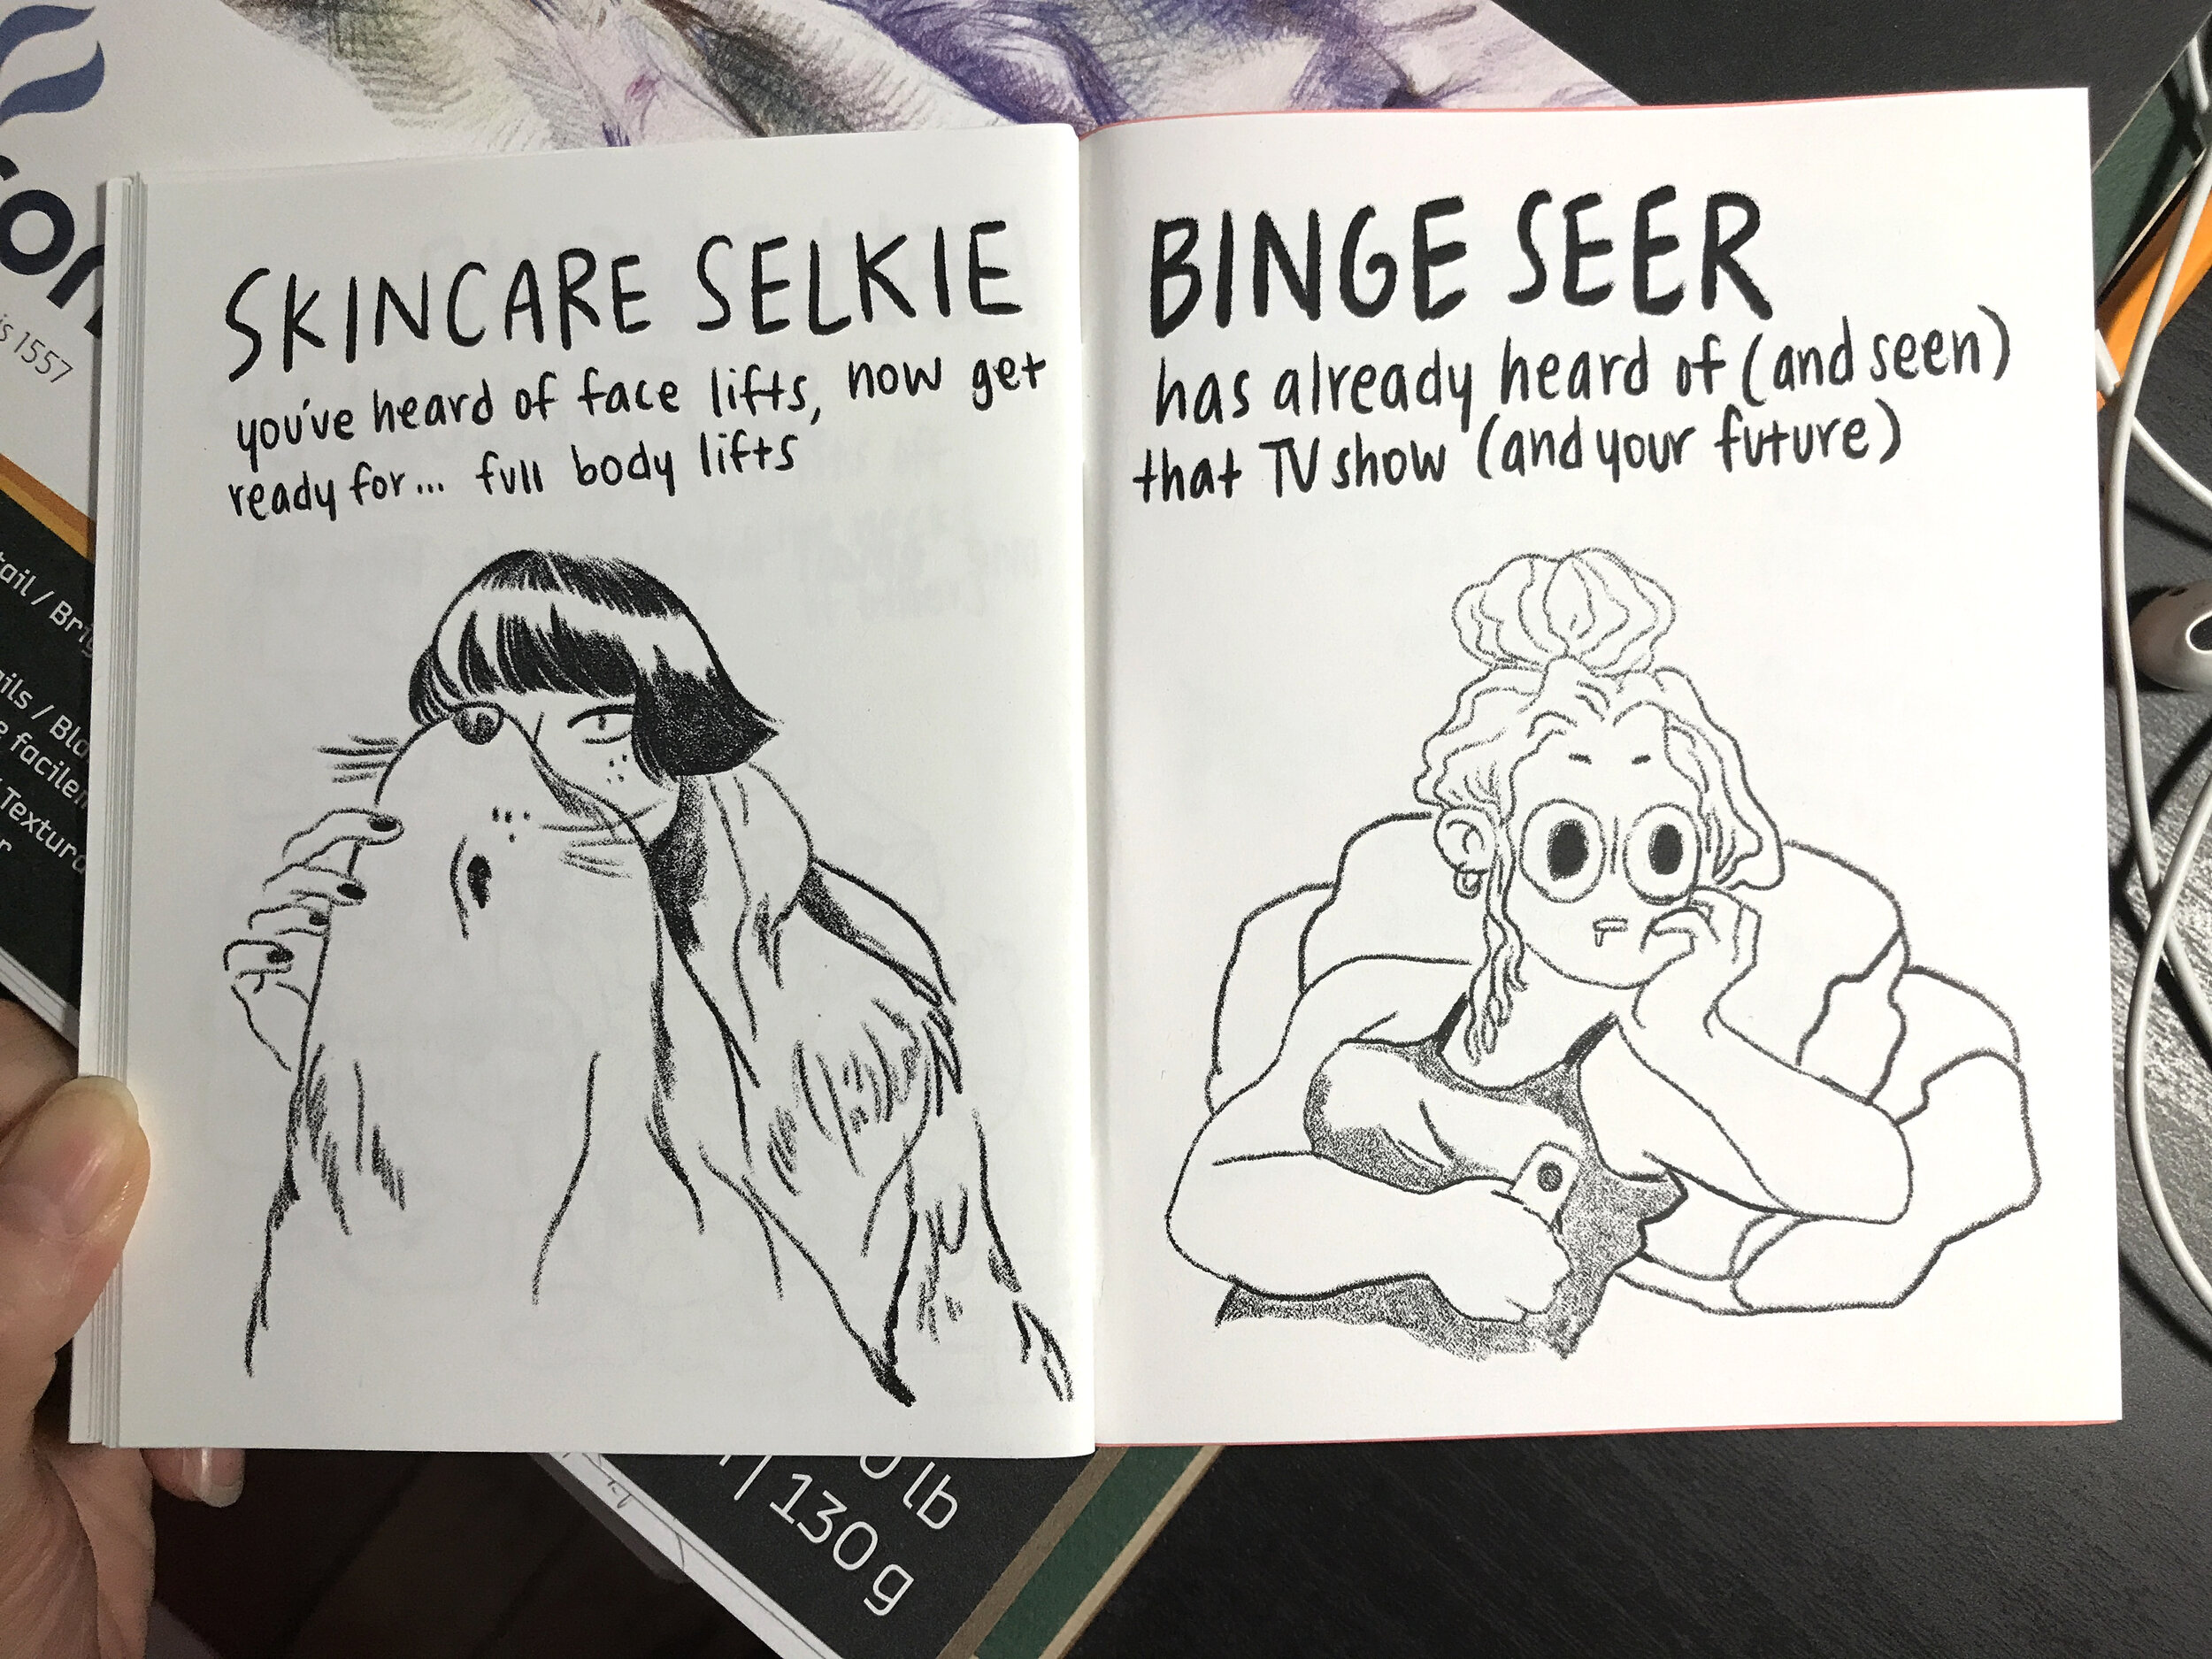 SKINCARE SELKIE
you've heard of face lifts, now get
ready for... full body lifts
BINGE SEER
has already heard of (and seen)
that TV show (and your future)
is 1557
lb
130g